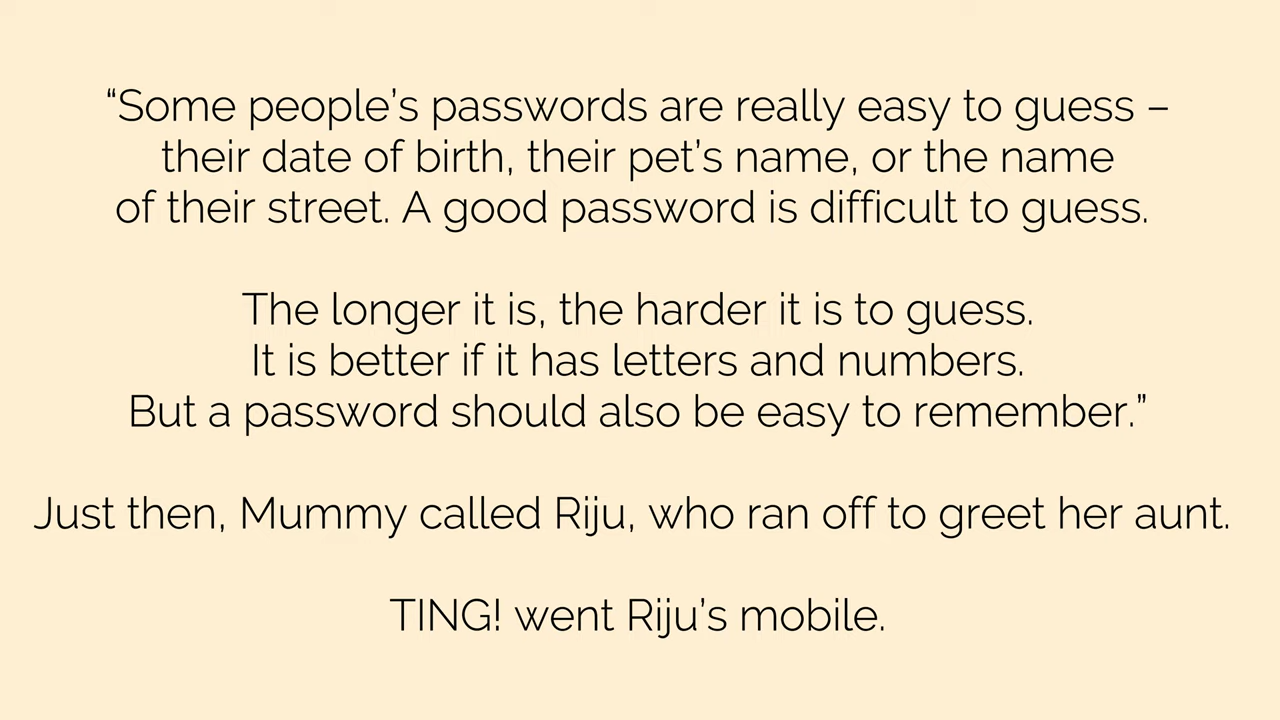 “Some people’s passwords are really easy to guess –
their date of birth, their pet’s name, or the name
of their street. A good password is difficult to guess.
The longer it is, the harder it is to guess.
It is better if it has letters and numbers.
But a password should also be easy to remember.”
Just then, Mummy called Riju, who ran off to greet her aunt.
TING! went Riju’s mobile.